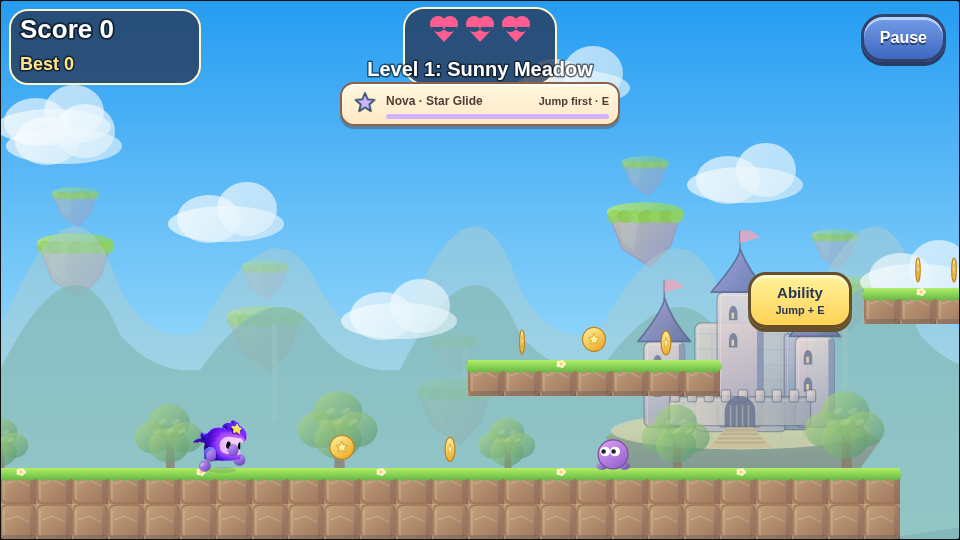 Score 0
Best 0
Level 1: Sunny Meadow
Nova · Star Glide
Jump first · E
Pause
Ability
Jump + E